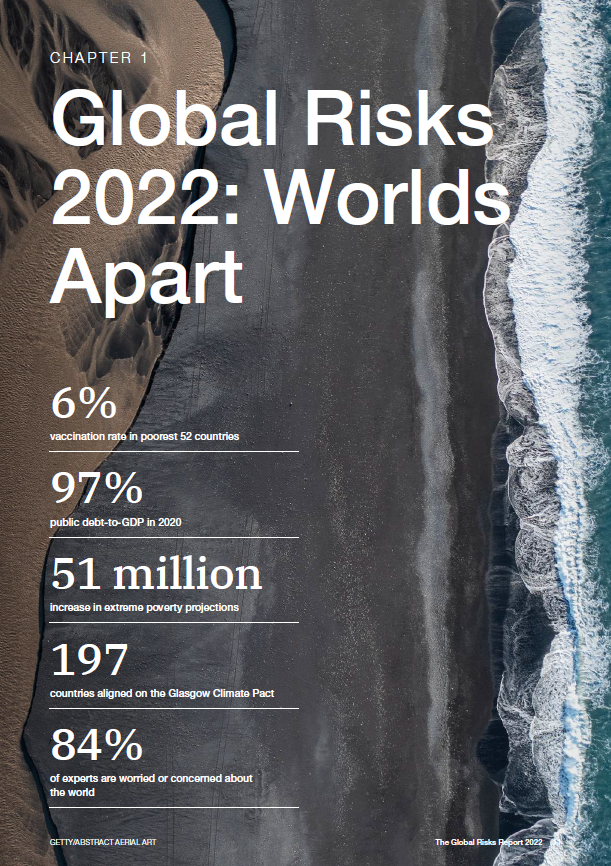 CHAPTER 1
Global Risks
2022: Worlds
Apart
6%
vaccination rate in poorest 52 countries
97%
public debt-to-GDP in 2020
51 million
increase in extreme poverty projections
197
countries aligned on the Glasgow Climate Pact
84%
of experts are worried or concerned about
the world
GETTY/ABSTRACT AERIAL ART
The Global Risks Report 2022